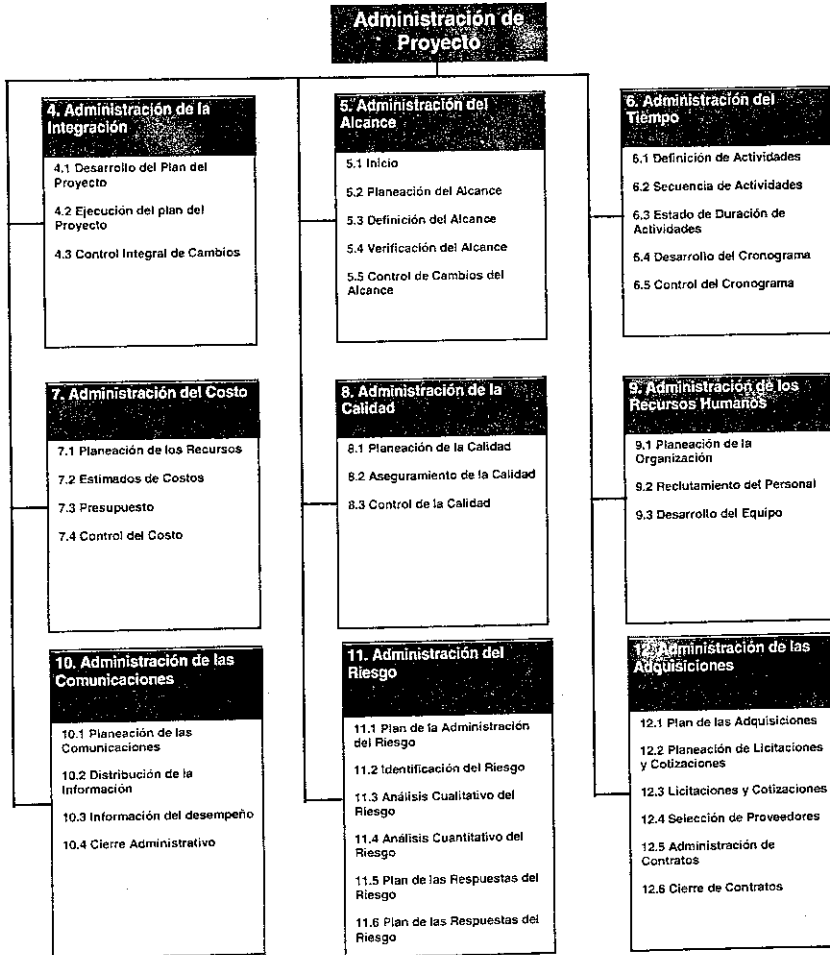 Administración de
Proyecto
4. Administración de la
Integración
4.1 Desarrollo del Plan del
Proyecto
4.2 Ejecución del plan del
Proyecto
4.3 Control Integral de Cambios
5. Administración del
Alcance
5.1 Inicio
5.2 Planeación del Alcance
5.3 Definición del Alcance
5.4 Verificación del Alcance
5.5 Control de Cambios del
Alcance
6. Administración del
Tiempo
6.1 Definición de Actividades
6.2 Secuencia de Actividades
6.3 Estado de Duración de
Actividades
6.4 Desarrollo del Cronograma
6.5 Control del Cronograma
7. Administración del Costo
7.1 Planeación de los Recursos
7.2 Estimados de Costos
7.3 Presupuesto
7.4 Control del Costo
8. Administración de la
Calidad
8.1 Planeación de la Calidad
8.2 Aseguramiento de la Calidad
8.3 Control de la Calidad
9. Administración de los
Recursos Humanos
9.1 Planeación de la
Organización
9.2 Reclutamiento del Personal
9.3 Desarrollo del Equipo
10. Administración de las
Comunicaciones
10.1 Planeación de las
Comunicaciones
10.2 Distribución de la
Información
10.3 Información del desempeño
10.4 Cierre Administrativo
11. Administración del
Riesgo
11.1 Plan de la Administración
del Riesgo
11.2 Identificación del Riesgo
11.3 Análisis Cualitativo del
Riesgo
11.4 Análisis Cuantitativo del
Riesgo
11.5 Plan de las Respuestas del
Riesgo
11.6 Plan de las Respuestas del
Riesgo
12. Administración de las
Adquisiciones
12.1 Plan de las Adquisiciones
12.2 Planeación de Licitaciones
y Cotizaciones
12.3 Licitaciones y Cotizaciones
12.4 Selección de Proveedores
12.5 Administración de
Contratos
12.6 Cierre de Contratos